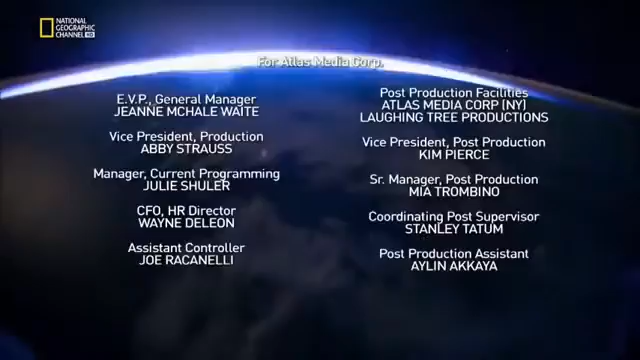 NATIONAL
GEOGRAPHIC
CHANNEL HD
For Atlas Media Corp.
E.V.P., General Manager
JEANNE MCHALE WAITE
Vice President, Production
ABBY STRAUSS
Manager, Current Programming
JULIE SHULER
CFO, HR Director
WAYNE DELEON
Assistant Controller
JOE RACANELLI
Post Production Facilities
ATLAS MEDIA CORP (NY)
LAUGHING TREE PRODUCTIONS
Vice President, Post Production
KIM PIERCE
Sr. Manager, Post Production
MIA TROMBINO
Coordinating Post Supervisor
STANLEY TATUM
Post Production Assistant
AYLIN AKKAYA